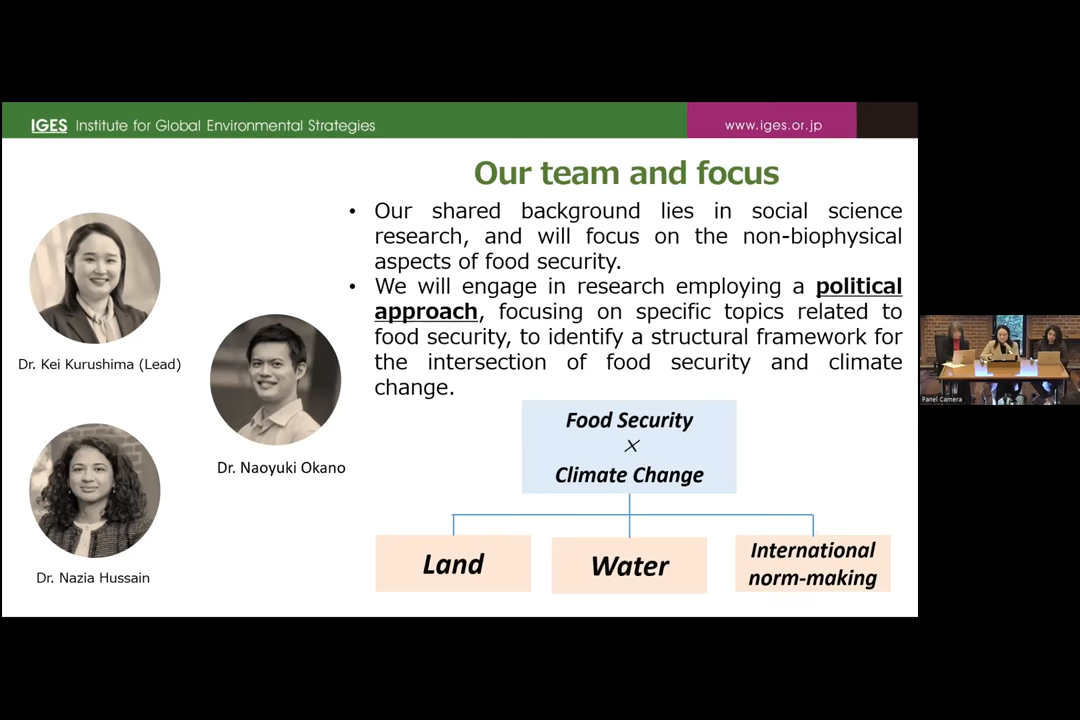 IGES Institute for Global Environmental Strategies
www.iges.or.jp
Our team and focus
• Our shared background lies in social science
research, and will focus on the non-biophysical
aspects of food security.
• We will engage in research employing a political
approach, focusing on specific topics related to
food security, to identify a structural framework for
the intersection of food security and climate
change.
Dr. Kei Kurushima (Lead)
Dr. Naoyuki Okano
Dr. Nazia Hussain
Food Security
×
Climate Change
Land
Water
International
norm-making
Panel Camera